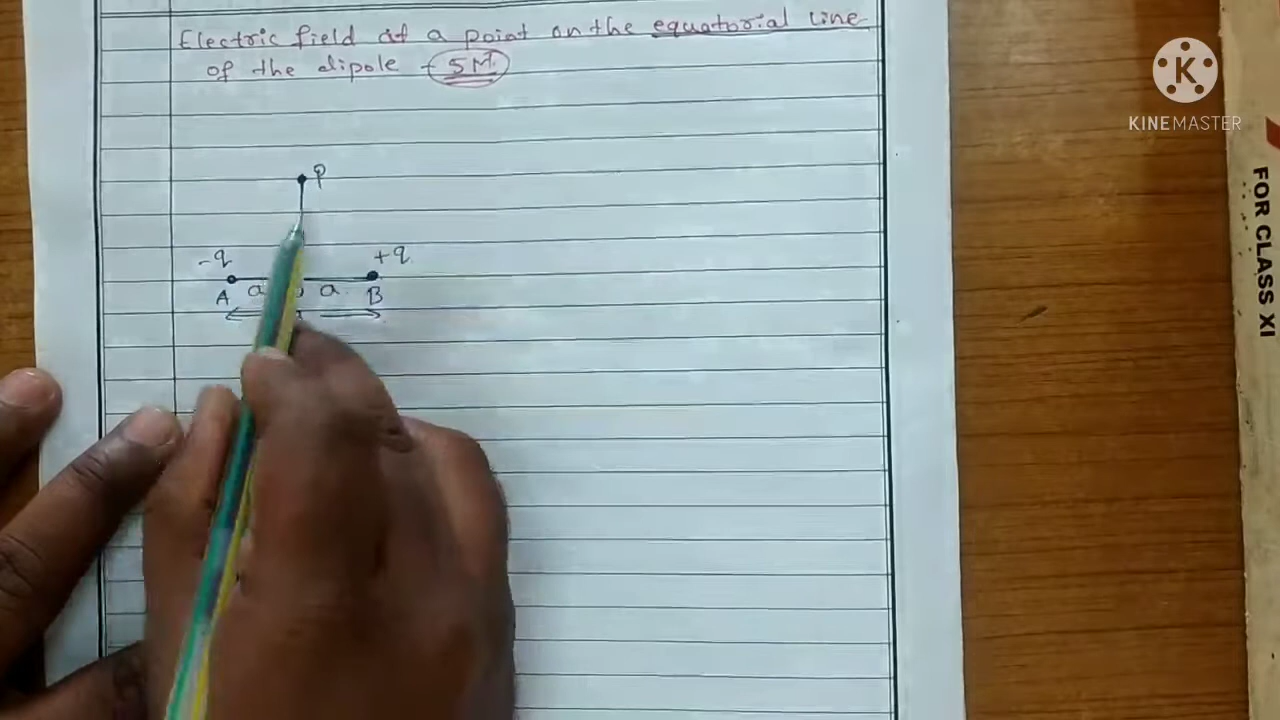 Electric field at a point on the equatorial line
of the dipole - 5M
P
-q
+q
A a a B
K
KINEMASTER
FOR CLASS XI